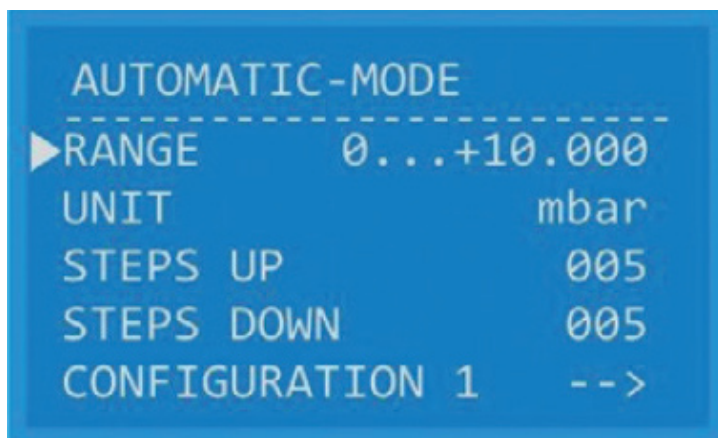 AUTOMATIC-MODE
RANGE 0...+10.000
UNIT mbar
STEPS UP 005
STEPS DOWN 005
CONFIGURATION 1 -->